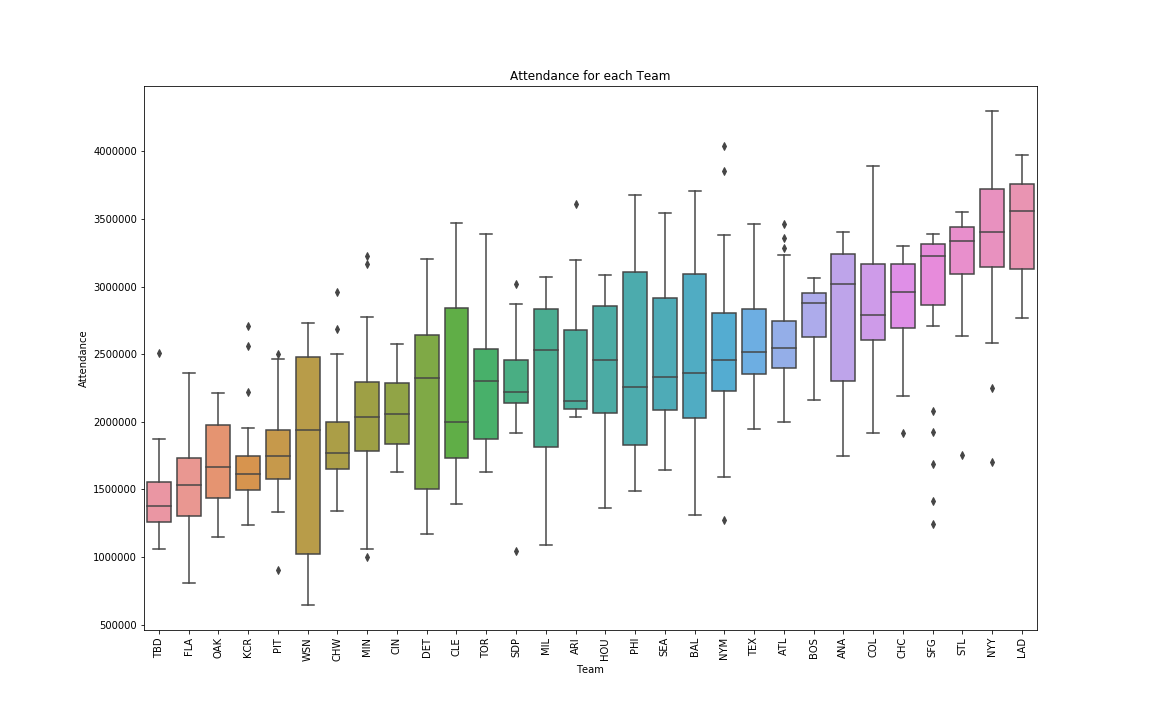 Attendance for each Team
Attendance
4000000
3500000
3000000
2500000
2000000
1500000
1000000
500000
TBD FLA OAK KCR PIT WSN CHW MIN CIN DET CLE TOR SDP MIL ARI HOU PHI SEA BAL NYM TEX ATL BOS ANA COL CHC SFG STL NYY LAD
Team